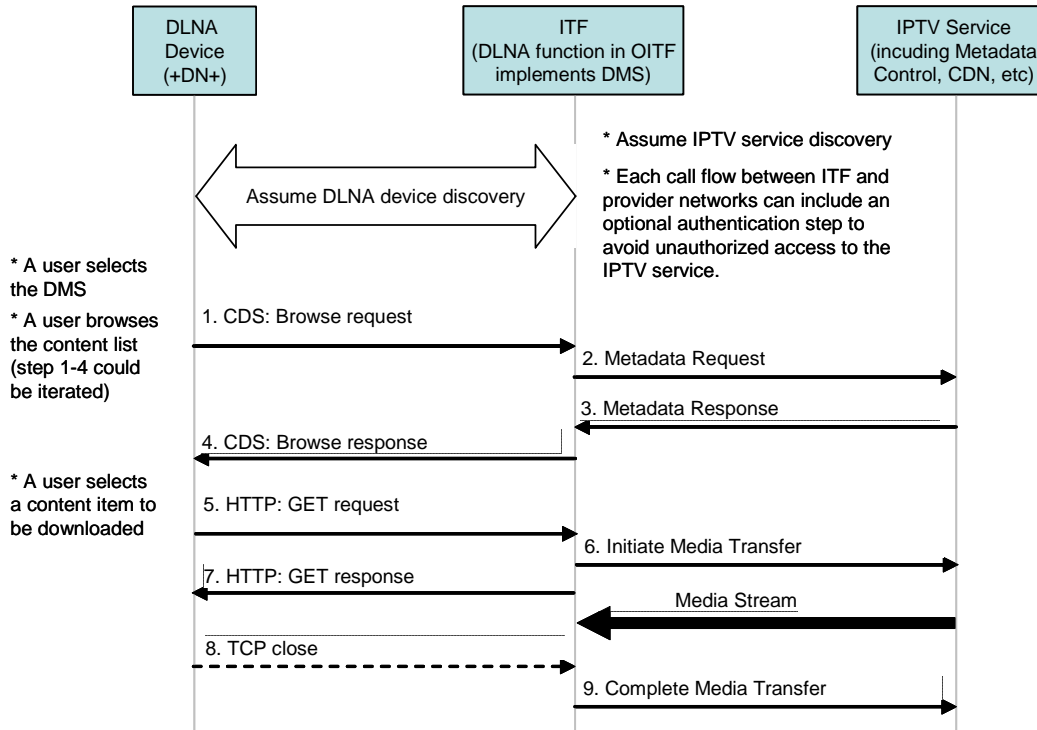 DLNA
Device
(+DN+)
ITF
(DLNA function in OITF
implements DMS)
IPTV Service
(incuding Metadata
Control, CDN, etc)
* Assume IPTV service discovery
* Each call flow between ITF and
provider networks can include an
optional authentication step to
avoid unauthorized access to the
IPTV service.
Assume DLNA device discovery
* A user selects
the DMS
* A user browses
the content list
(step 1-4 could
be iterated)
1. CDS: Browse request
2. Metadata Request
3. Metadata Response
4. CDS: Browse response
* A user selects
a content item to
be downloaded
5. HTTP: GET request
6. Initiate Media Transfer
7. HTTP: GET response
Media Stream
8. TCP close
9. Complete Media Transfer